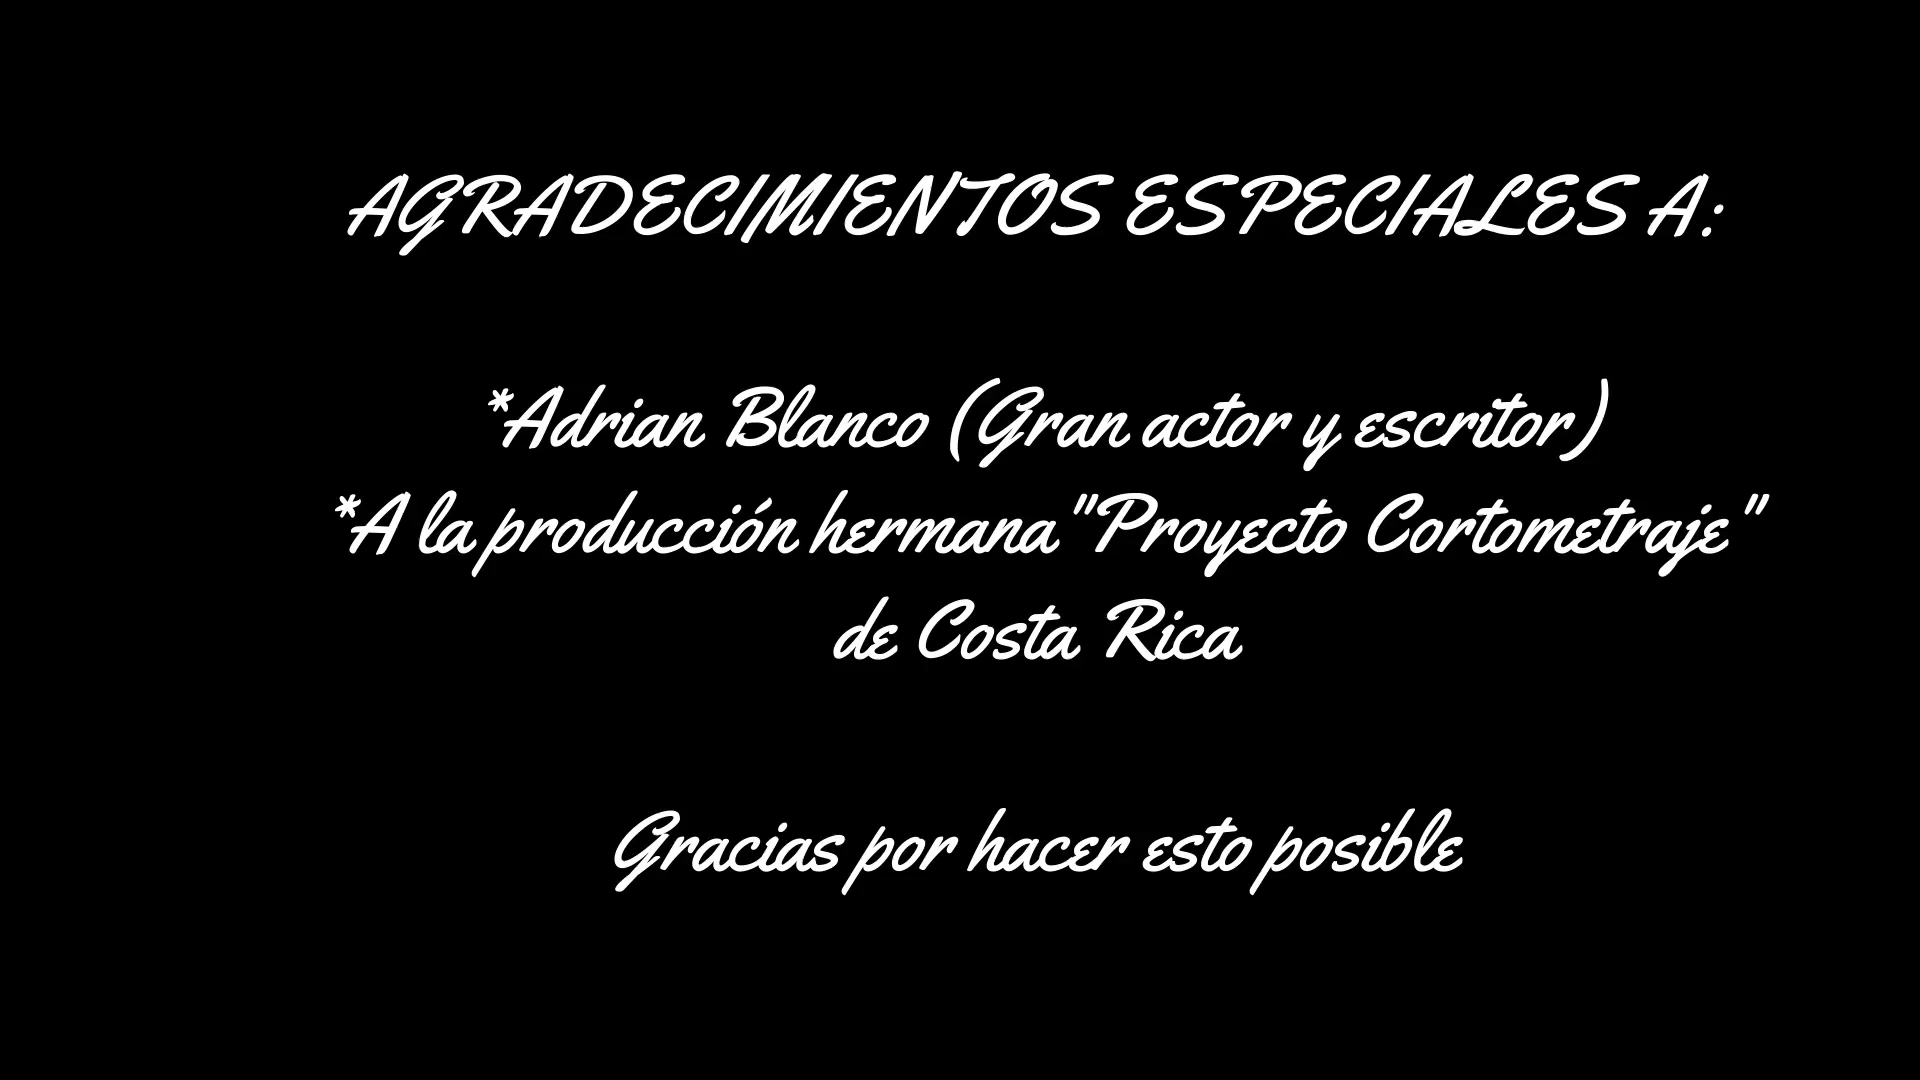 AGRADECIMIENTOS ESPECIALES A:
*Adrian Blanco (Gran actor y escritor)
*A la producción hermana "Proyecto Cortometraje"
de Costa Rica
Gracias por hacer esto posible